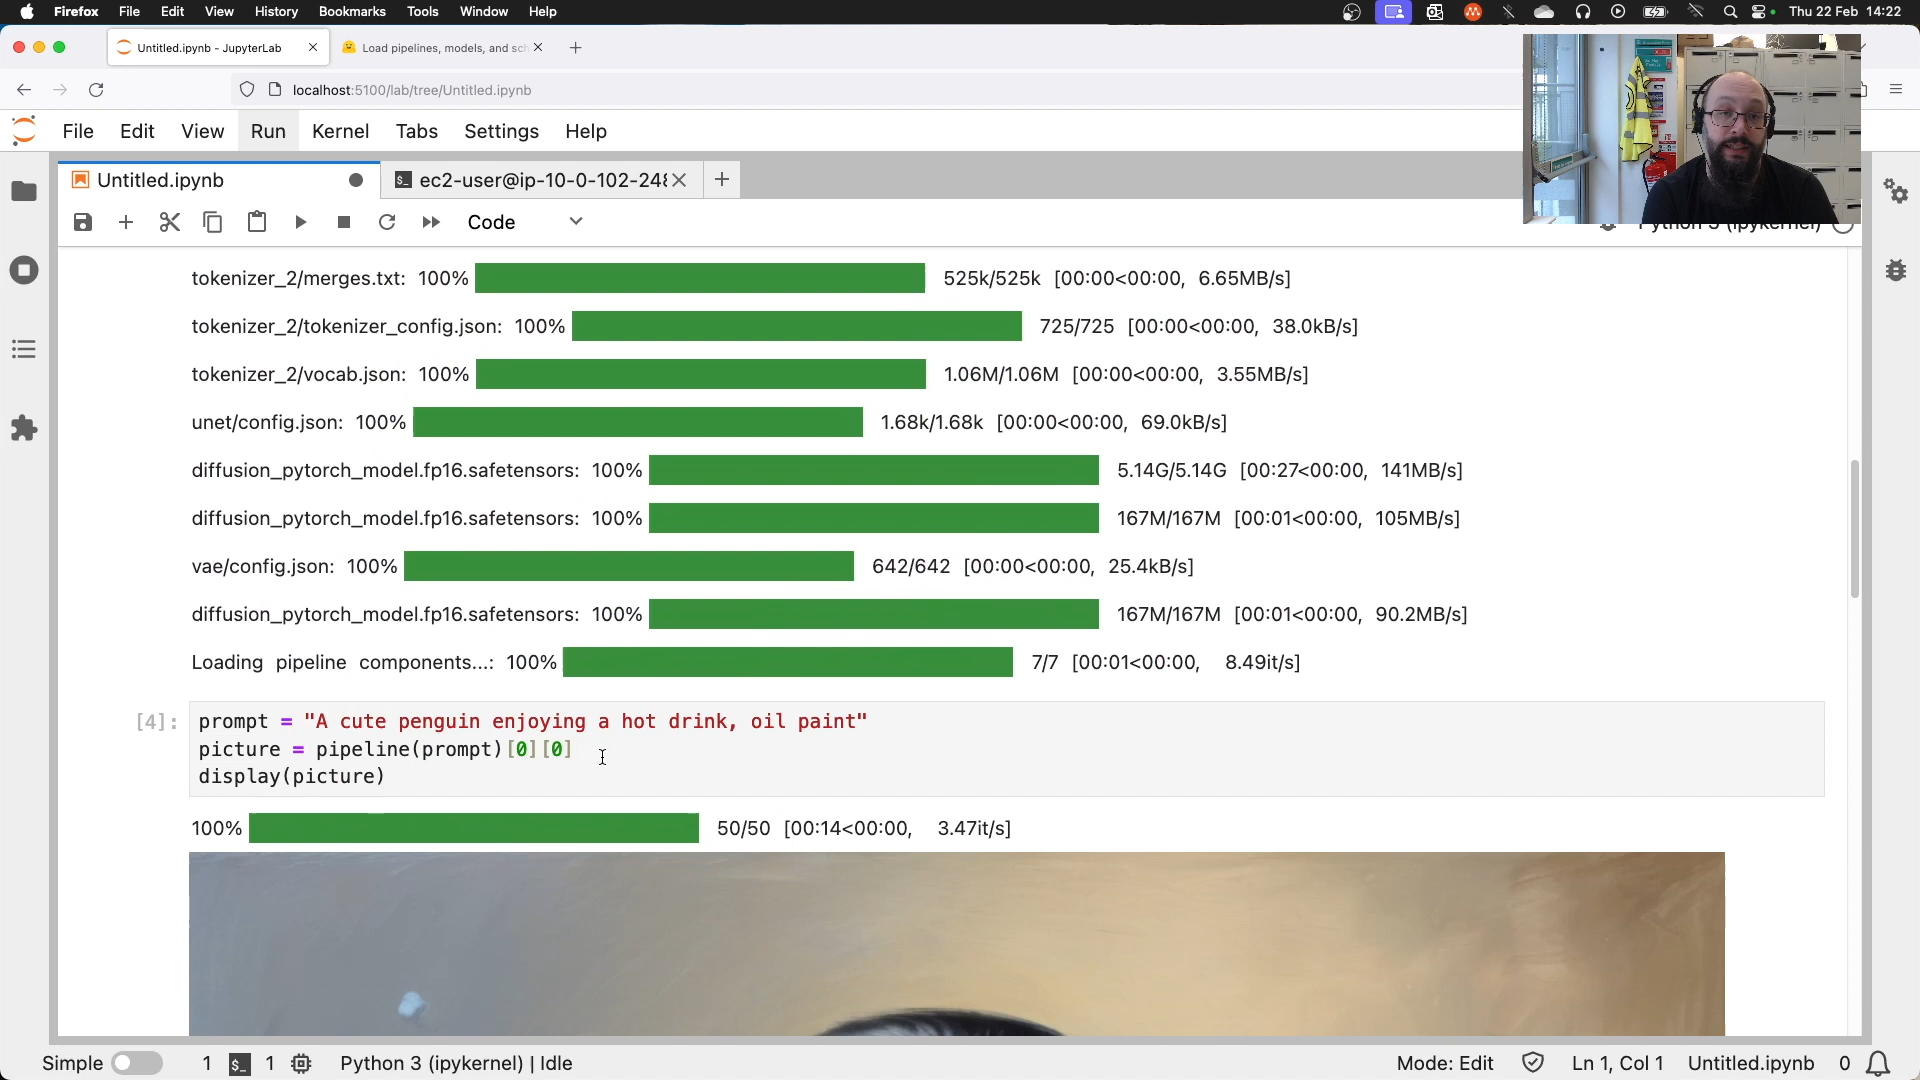 Firefox File Edit View History Bookmarks Tools Window Help Thu 22 Feb 14:22
Untitled.ipynb - JupyterLab Load pipelines, models, and sch
localhost:5100/lab/tree/Untitled.ipynb
File Edit View Run Kernel Tabs Settings Help
Untitled.ipynb ec2-user@ip-10-0-102-248
Code Python 3 (ipykernel)
tokenizer_2/merges.txt: 100% 525k/525k [00:00<00:00, 6.65MB/s]
tokenizer_2/tokenizer_config.json: 100% 725/725 [00:00<00:00, 38.0kB/s]
tokenizer_2/vocab.json: 100% 1.06M/1.06M [00:00<00:00, 3.55MB/s]
unet/config.json: 100% 1.68k/1.68k [00:00<00:00, 69.0kB/s]
diffusion_pytorch_model.fp16.safetensors: 100% 5.14G/5.14G [00:27<00:00, 141MB/s]
diffusion_pytorch_model.fp16.safetensors: 100% 167M/167M [00:01<00:00, 105MB/s]
vae/config.json: 100% 642/642 [00:00<00:00, 25.4kB/s]
diffusion_pytorch_model.fp16.safetensors: 100% 167M/167M [00:01<00:00, 90.2MB/s]
Loading pipeline components...: 100% 7/7 [00:01<00:00, 8.49it/s]
[4]: prompt = "A cute penguin enjoying a hot drink, oil paint"
picture = pipeline(prompt)[0][0]
display(picture)
100% 50/50 [00:14<00:00, 3.47it/s]
Simple 1 $_ 1 Python 3 (ipykernel) | Idle Mode: Edit Ln 1, Col 1 Untitled.ipynb 0